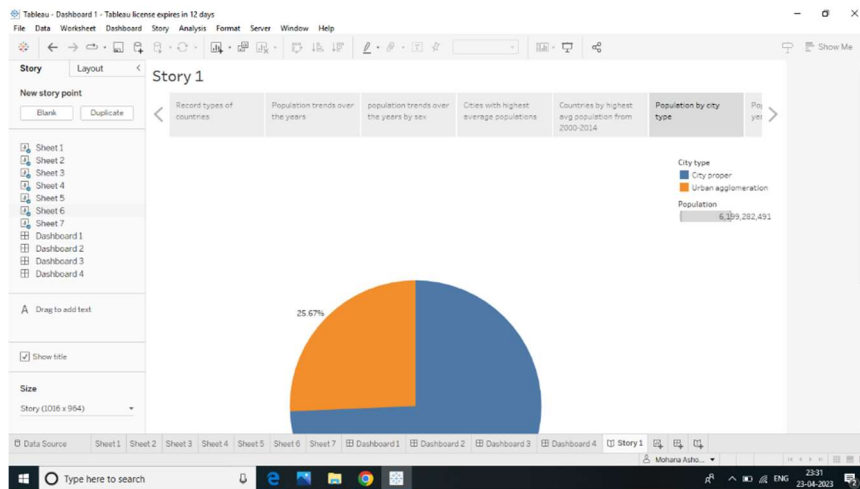 Tableau - Dashboard 1 - Tableau license expires in 12 days
File Data Worksheet Dashboard Story Analysis Format Server Window Help
Show Me
Story Layout
New story point
Blank Duplicate
Sheet 1
Sheet 2
Sheet 3
Sheet 4
Sheet 5
Sheet 6
Sheet 7
Dashboard 1
Dashboard 2
Dashboard 3
Dashboard 4
A Drag to add text
Show title
Size
Story (1016 x 964)
Story 1
Record types of
countries
Population trends over
the years
population trends over
the years by sex
Cities with highest
average populations
Countries by highest
avg population from
2000-2014
Population by city
type
City type
City proper
Urban agglomeration
Population
6,199,282,491
25.67%
Data Source Sheet 1 Sheet 2 Sheet 3 Sheet 4 Sheet 5 Sheet 6 Sheet 7 Dashboard 1 Dashboard 2 Dashboard 3 Dashboard 4 Story 1
Mohana Asho...
Type here to search
ENG
23:31
23-04-2023